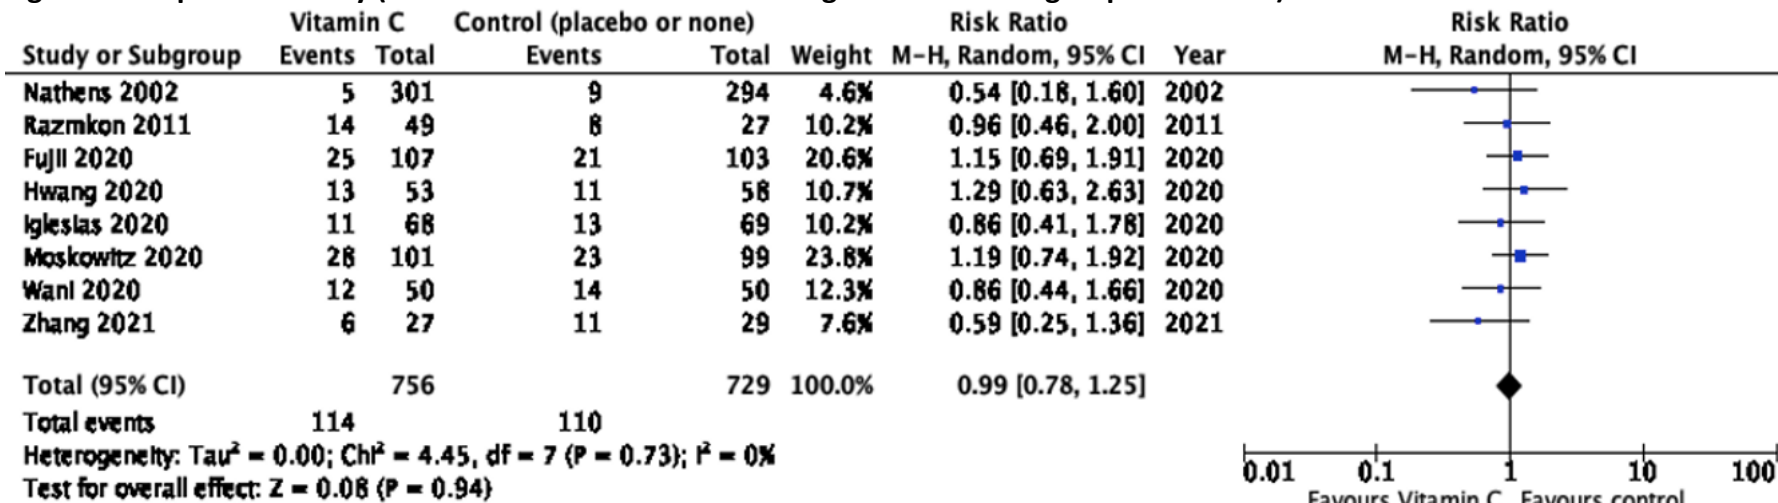 Vitamin C Control (placebo or none) Risk Ratio Risk Ratio
Study or Subgroup Events Total Events Total Weight M-H, Random, 95% CI Year M-H, Random, 95% CI
Nathens 2002 5 301 9 294 4.6% 0.54 [0.18, 1.60] 2002
Razmkon 2011 14 49 8 27 10.2% 0.96 [0.46, 2.00] 2011
Fujii 2020 25 107 21 103 20.6% 1.15 [0.69, 1.91] 2020
Hwang 2020 13 53 11 58 10.7% 1.29 [0.63, 2.63] 2020
Iglesias 2020 11 68 13 69 10.2% 0.86 [0.41, 1.78] 2020
Moskowitz 2020 28 101 23 99 23.8% 1.19 [0.74, 1.92] 2020
Wani 2020 12 50 14 50 12.3% 0.86 [0.44, 1.66] 2020
Zhang 2021 6 27 11 29 7.6% 0.59 [0.25, 1.36] 2021
Total (95% CI) 756 729 100.0% 0.99 [0.78, 1.25]
Total events 114 110
Heterogeneity: Tau² = 0.00; Chi² = 4.45, df = 7 (P = 0.73); I² = 0%
Test for overall effect: Z = 0.08 (P = 0.94)
0.01 0.1 1 10 100
Favours Vitamin C Favours control